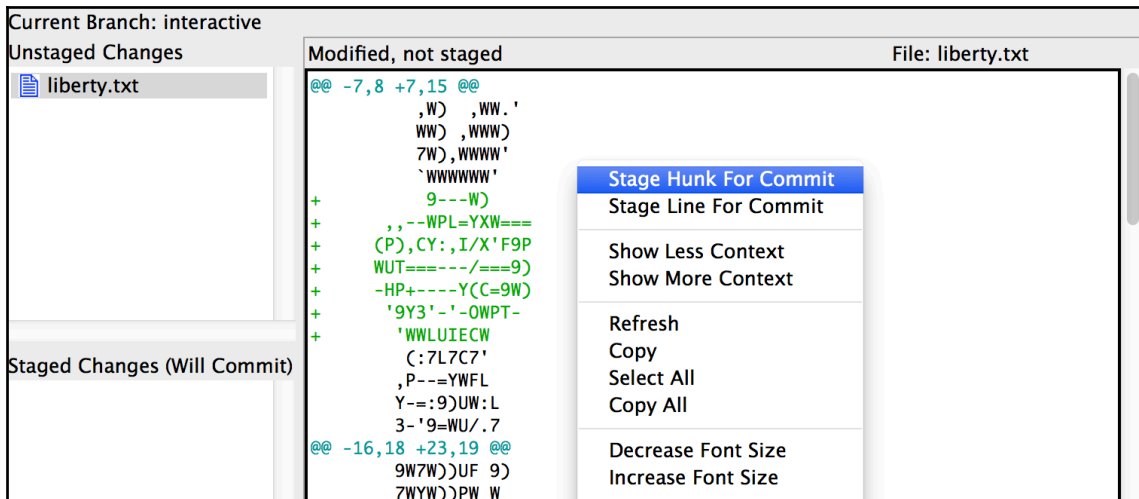 Current Branch: interactive
Unstaged Changes
liberty.txt
Staged Changes (Will Commit)
Modified, not staged File: liberty.txt
@@ -7,8 +7,15 @@
,W)  ,WW.'
WW) ,WWW)
7W),WWWW'
`WWWWWW'
+ 9---W)
+ ,,--WPL=YXW===
+ (P),CY:,I/X'F9P
+ WUT===---/===9)
+ -HP+----Y(C=9W)
+ '9Y3'-'-OWPT-
+ 'WWLUIECW
(:7L7C7'
,P--=YWFL
Y-=:9)UW:L
3-'9=WU/.7
@@ -16,18 +23,19 @@
9W7W))UF 9)
7WYW))PW W
Stage Hunk For Commit
Stage Line For Commit
Show Less Context
Show More Context
Refresh
Copy
Select All
Copy All
Decrease Font Size
Increase Font Size